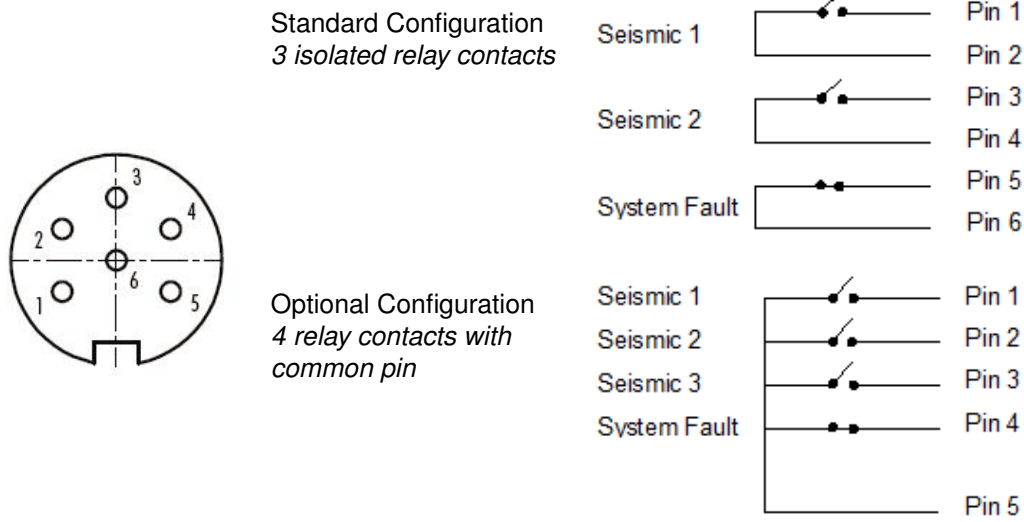 Standard Configuration
3 isolated relay contacts
Seismic 1
Pin 1
Pin 2
Seismic 2
Pin 3
Pin 4
System Fault
Pin 5
Pin 6
3
2
4
6
1
5
Optional Configuration
4 relay contacts with
common pin
Seismic 1
Pin 1
Seismic 2
Pin 2
Seismic 3
Pin 3
System Fault
Pin 4
Pin 5